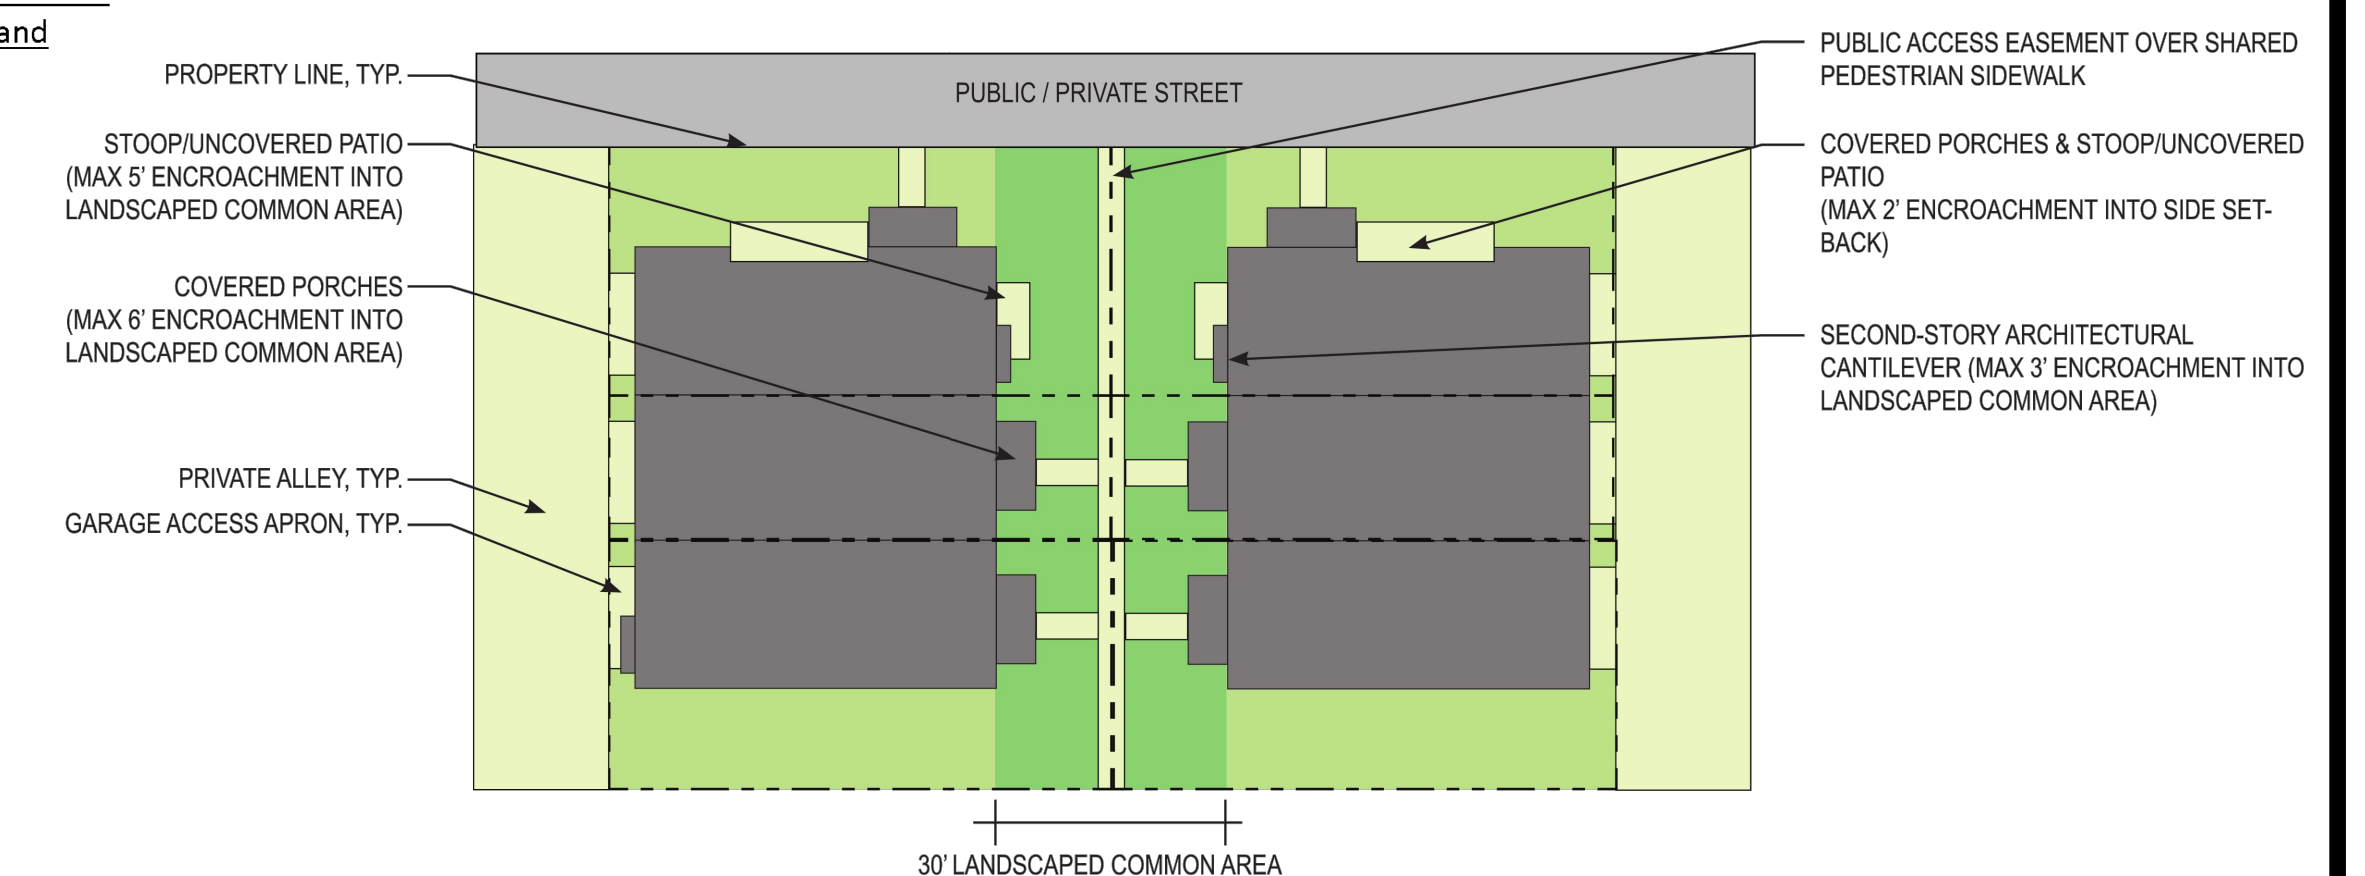 and
PROPERTY LINE, TYP.
STOOP/UNCOVERED PATIO
(MAX 5’ ENCROACHMENT INTO
LANDSCAPED COMMON AREA)
COVERED PORCHES
(MAX 6’ ENCROACHMENT INTO
LANDSCAPED COMMON AREA)
PRIVATE ALLEY, TYP.
GARAGE ACCESS APRON, TYP.
PUBLIC / PRIVATE STREET
PUBLIC ACCESS EASEMENT OVER SHARED
PEDESTRIAN SIDEWALK
COVERED PORCHES & STOOP/UNCOVERED
PATIO
(MAX 2’ ENCROACHMENT INTO SIDE SET-
BACK)
SECOND-STORY ARCHITECTURAL
CANTILEVER (MAX 3’ ENCROACHMENT INTO
LANDSCAPED COMMON AREA)
30’ LANDSCAPED COMMON AREA